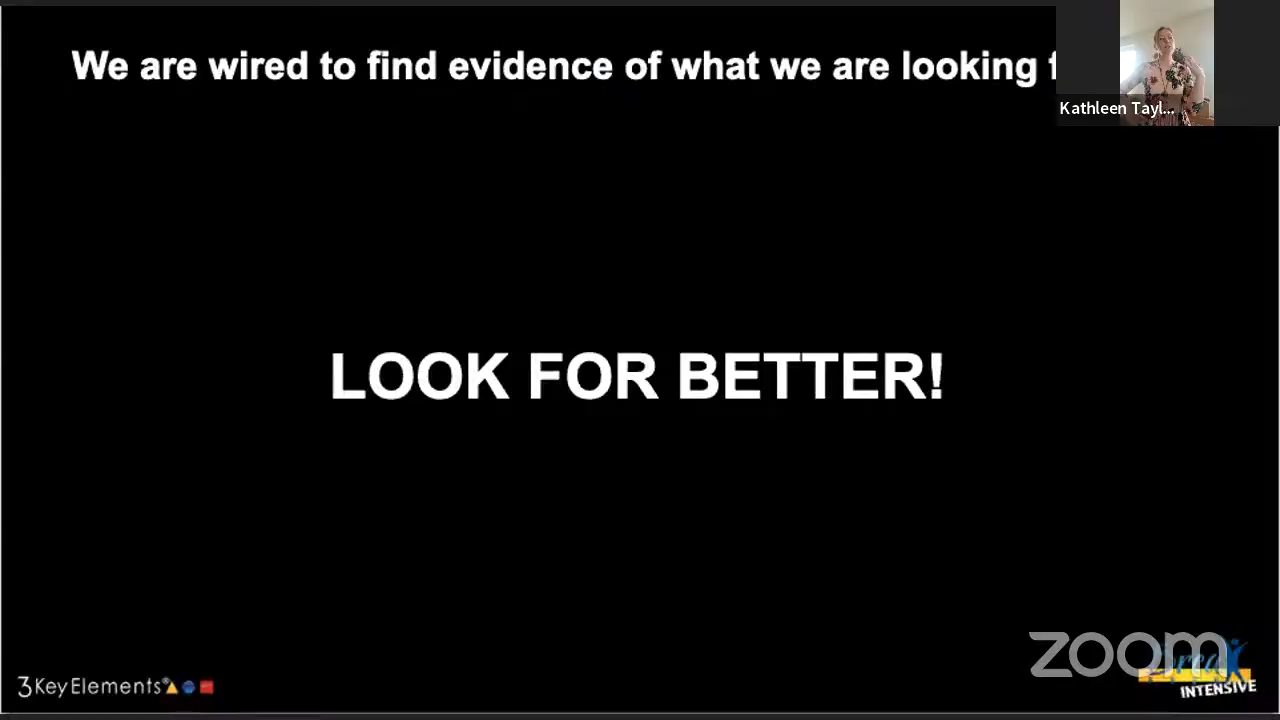 We are wired to find evidence of what we are looking f
Kathleen Tayl...
LOOK FOR BETTER!
zoom
3KeyElements®
INTENSIVE